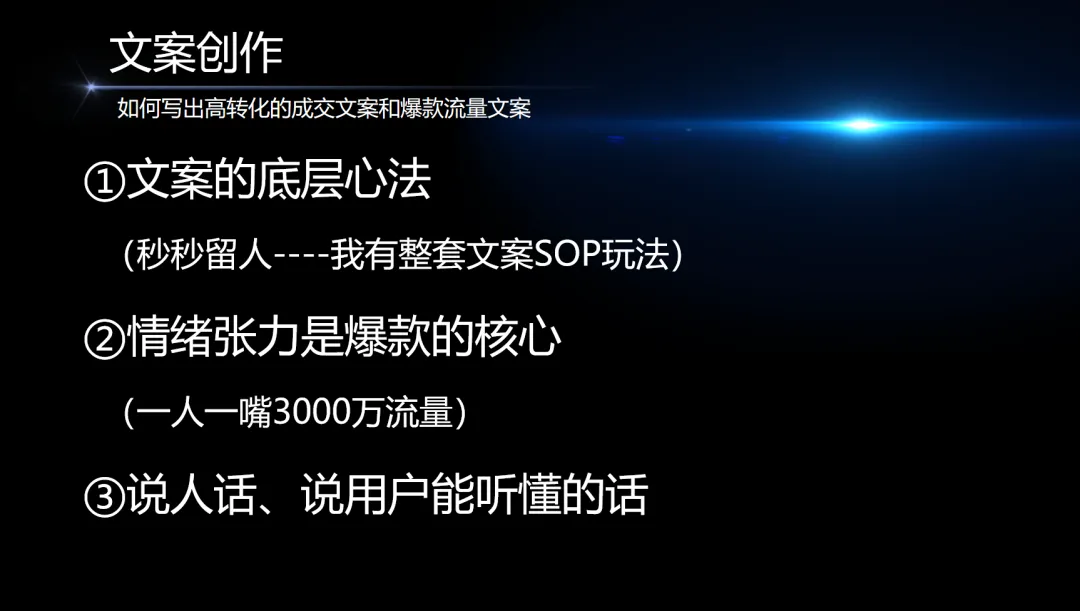 文案创作
如何写出高转化的成交文案和爆款流量文案
①文案的底层心法
（秒秒留人----我有整套文案SOP玩法）
②情绪张力是爆款的核心
（一人一嘴3000万流量）
③说人话、说用户能听懂的话